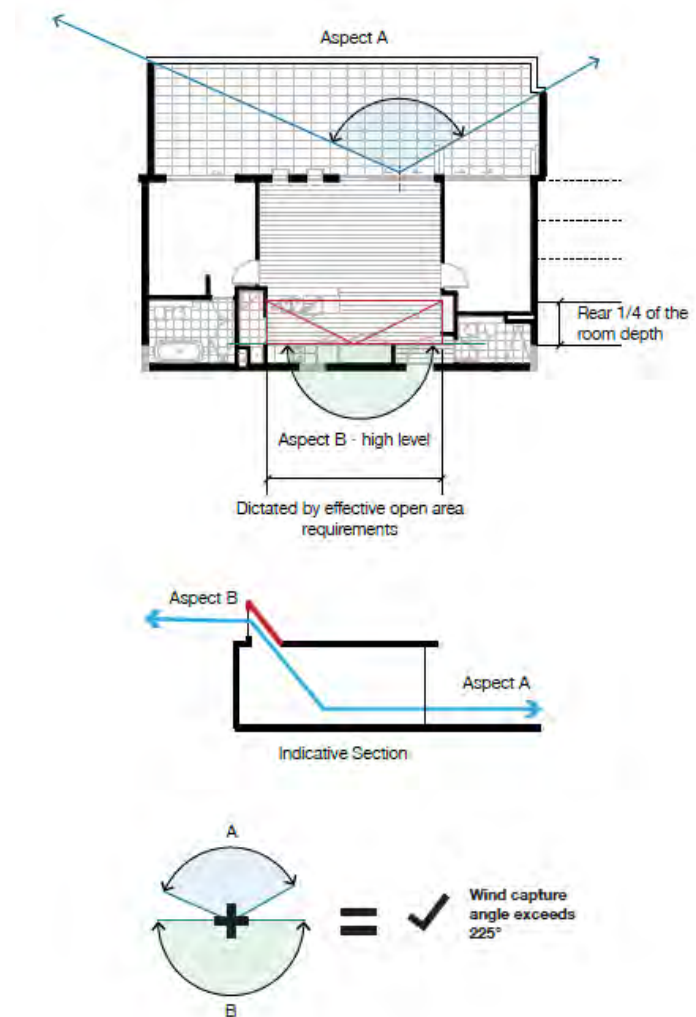 Aspect A
Rear 1/4 of the
room depth
Aspect B - high level
Dictated by effective open area
requirements
Aspect B
Aspect A
Indicative Section
A
Wind capture
angle exceeds
225°
B